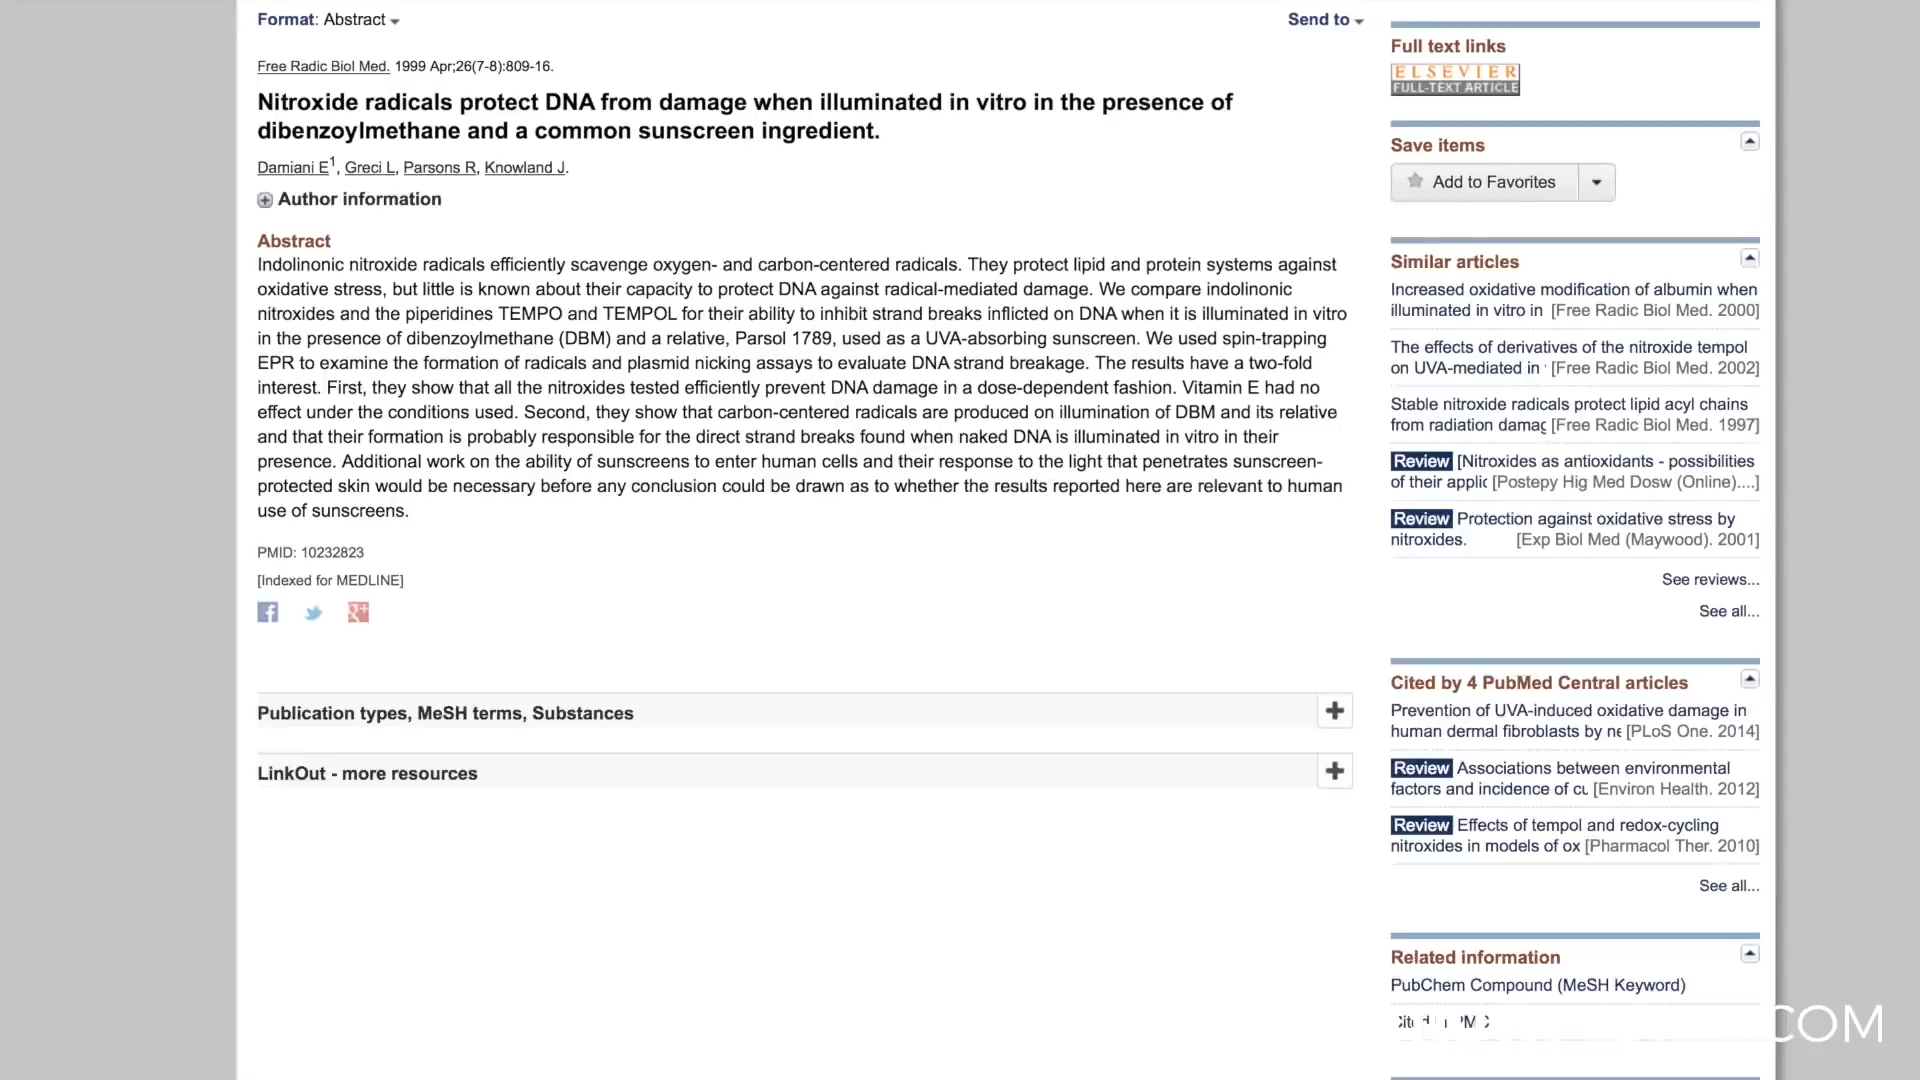 Format: Abstract
Send to
Free Radic Biol Med. 1999 Apr;26(7-8):809-16.
Nitroxide radicals protect DNA from damage when illuminated in vitro in the presence of
dibenzoylmethane and a common sunscreen ingredient.
Damiani E1, Greci L, Parsons R, Knowland J.
Author information
Abstract
Indolinonic nitroxide radicals efficiently scavenge oxygen- and carbon-centered radicals. They protect lipid and protein systems against
oxidative stress, but little is known about their capacity to protect DNA against radical-mediated damage. We compare indolinonic
nitroxides and the piperidines TEMPO and TEMPOL for their ability to inhibit strand breaks inflicted on DNA when it is illuminated in vitro
in the presence of dibenzoylmethane (DBM) and a relative, Parsol 1789, used as a UVA-absorbing sunscreen. We used spin-trapping
EPR to examine the formation of radicals and plasmid nicking assays to evaluate DNA strand breakage. The results have a two-fold
interest. First, they show that all the nitroxides tested efficiently prevent DNA damage in a dose-dependent fashion. Vitamin E had no
effect under the conditions used. Second, they show that carbon-centered radicals are produced on illumination of DBM and its relative
and that their formation is probably responsible for the direct strand breaks found when naked DNA is illuminated in vitro in their
presence. Additional work on the ability of sunscreens to enter human cells and their response to the light that penetrates sunscreen-
protected skin would be necessary before any conclusion could be drawn as to whether the results reported here are relevant to human
use of sunscreens.
PMID: 10232823
[Indexed for MEDLINE]
Publication types, MeSH terms, Substances
LinkOut - more resources
Full text links
ELSEVIER
FULL-TEXT ARTICLE
Save items
Add to Favorites
Similar articles
Increased oxidative modification of albumin when
illuminated in vitro in [Free Radic Biol Med. 2000]
The effects of derivatives of the nitroxide tempol
on UVA-mediated in [Free Radic Biol Med. 2002]
Stable nitroxide radicals protect lipid acyl chains
from radiation damag [Free Radic Biol Med. 1997]
Review [Nitroxides as antioxidants - possibilities
of their applic [Postepy Hig Med Dosw (Online)....]
Review Protection against oxidative stress by
nitroxides. [Exp Biol Med (Maywood). 2001]
See reviews...
See all...
Cited by 4 PubMed Central articles
Prevention of UVA-induced oxidative damage in
human dermal fibroblasts by ne [PLoS One. 2014]
Review Associations between environmental
factors and incidence of cu [Environ Health. 2012]
Review Effects of tempol and redox-cycling
nitroxides in models of ox [Pharmacol Ther. 2010]
See all...
Related information
PubChem Compound (MeSH Keyword)
COM